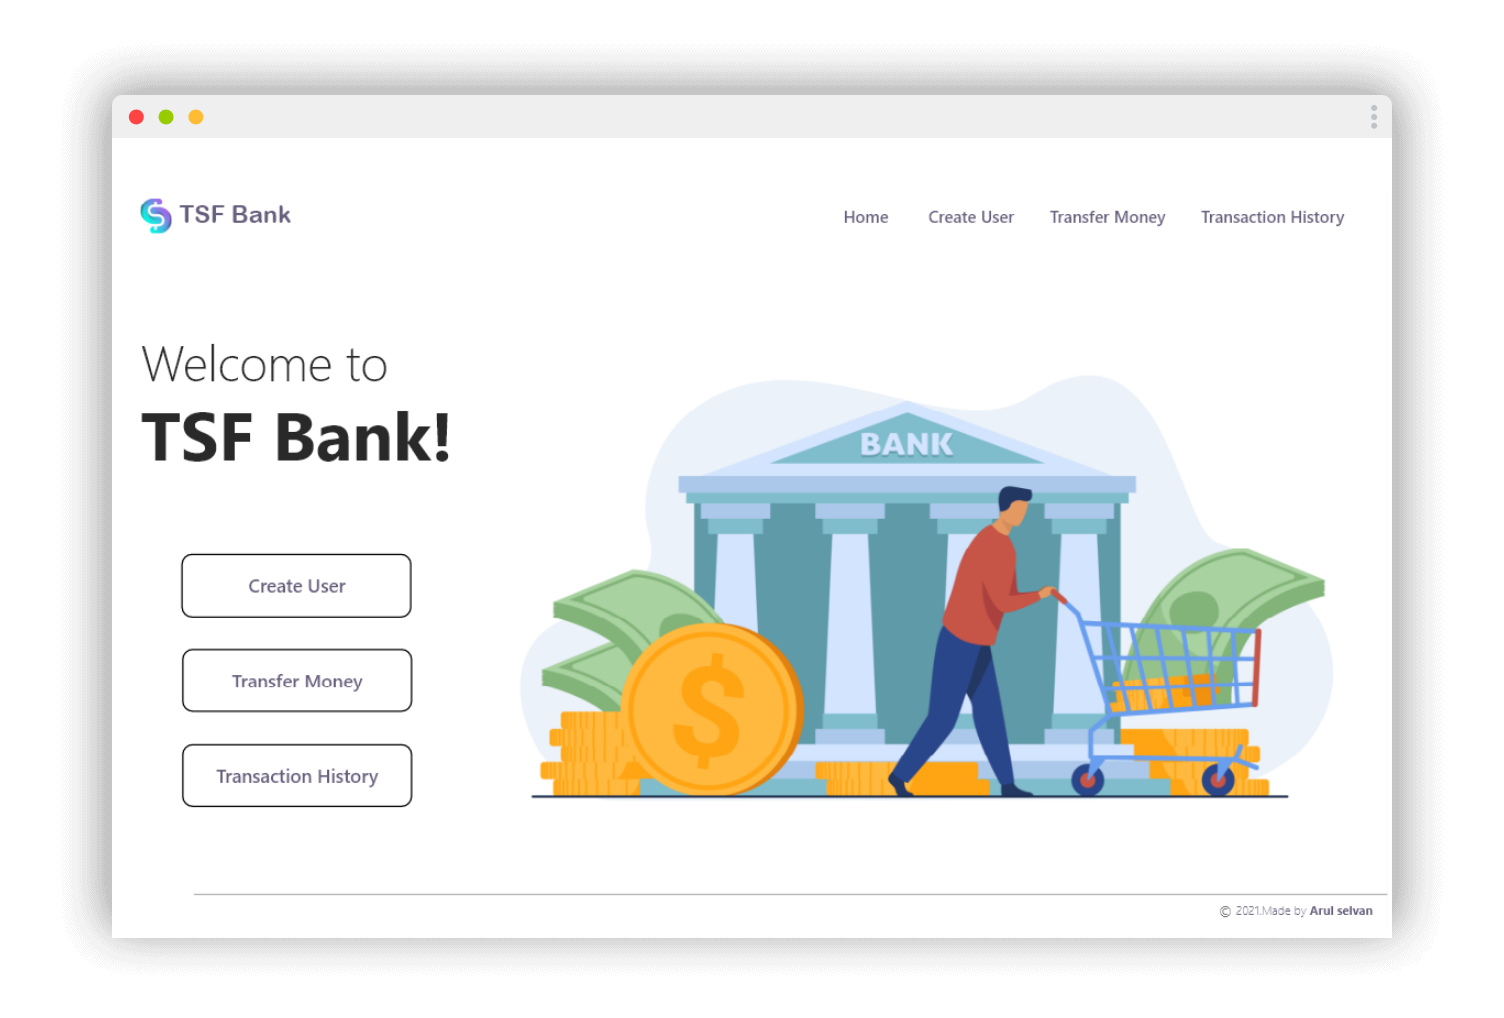 TSF Bank
Home Create User Transfer Money Transaction History
Welcome to
TSF Bank!
BANK
$
Create User
Transfer Money
Transaction History
© 2021.Made by Arul selvan